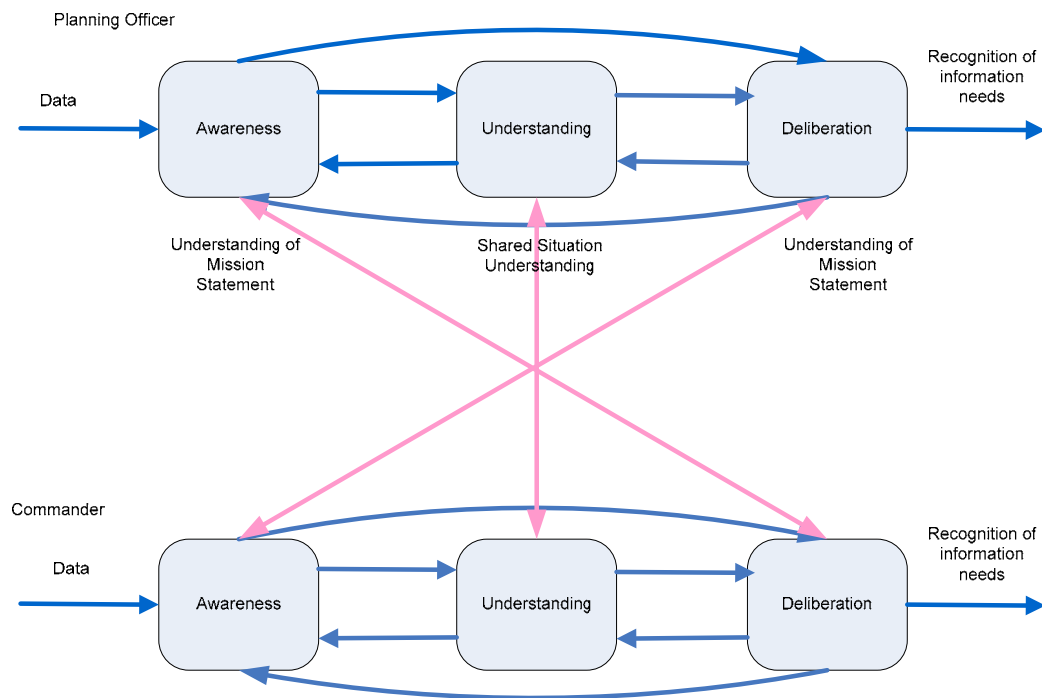 Planning Officer
Recognition of
information
needs
Data
Awareness
Understanding
Deliberation
Understanding of
Mission
Statement
Shared Situation
Understanding
Understanding of
Mission
Statement
Commander
Recognition of
information
needs
Data
Awareness
Understanding
Deliberation